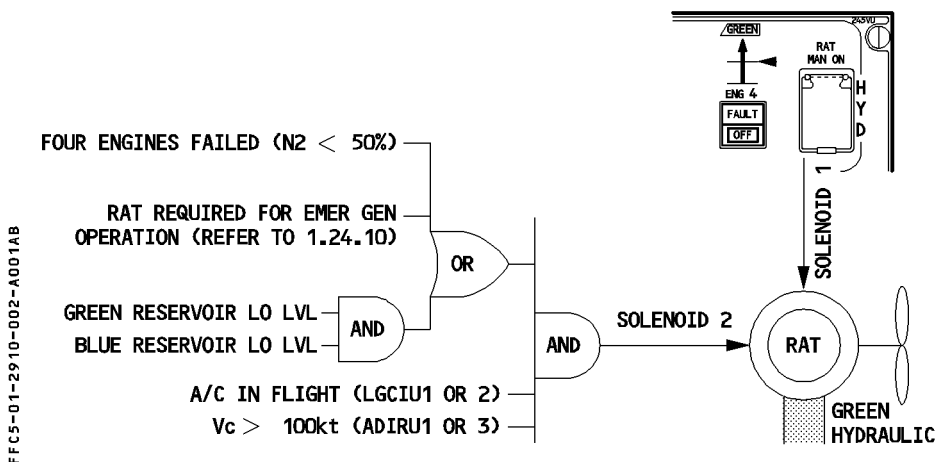 245VU
GREEN
RAT
MAN ON
ENG 4
FAULT
OFF
HYD
FOUR ENGINES FAILED (N2 < 50%)
RAT REQUIRED FOR EMER GEN
OPERATION (REFER TO 1.24.10)
OR
GREEN RESERVOIR LO LVL
BLUE RESERVOIR LO LVL
AND
A/C IN FLIGHT (LGCIU1 OR 2)
Vc > 100kt (ADIRU1 OR 3)
AND
SOLENOID 2
SOLENOID 1
RAT
GREEN
HYDRAULIC
FFC5-01-2910-002-A001AB